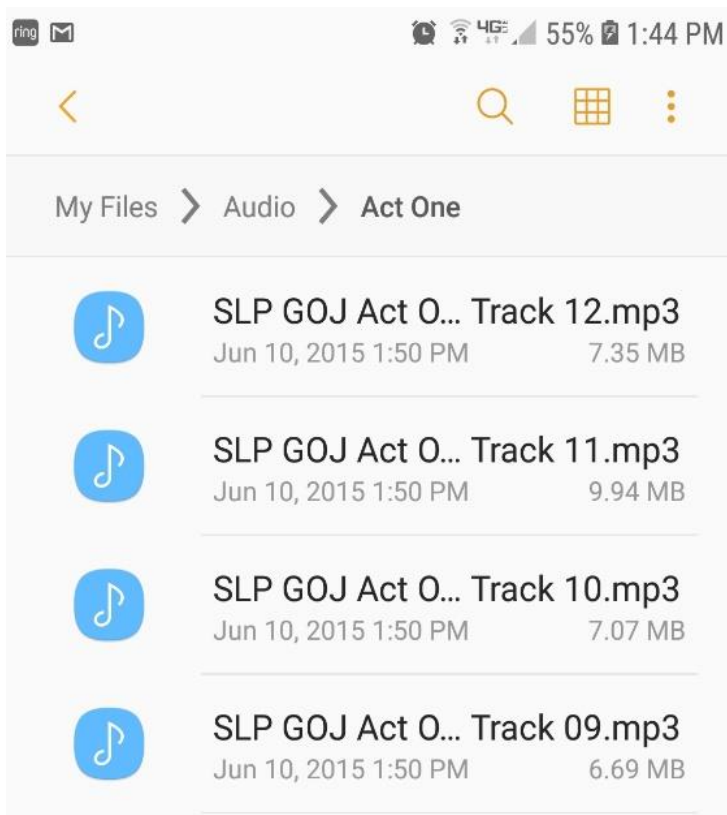 ring 4G 55% 1:44 PM
My Files Audio Act One
SLP GOJ Act O... Track 12.mp3
Jun 10, 2015 1:50 PM 7.35 MB
SLP GOJ Act O... Track 11.mp3
Jun 10, 2015 1:50 PM 9.94 MB
SLP GOJ Act O... Track 10.mp3
Jun 10, 2015 1:50 PM 7.07 MB
SLP GOJ Act O... Track 09.mp3
Jun 10, 2015 1:50 PM 6.69 MB